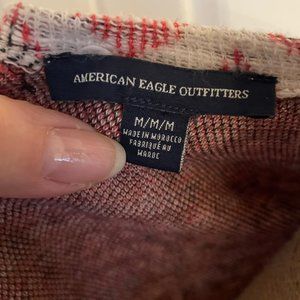 AMERICAN EAGLE OUTFITTERS
M/M/M
MADE IN MOROCCO
FABRIQUÉ AU
MAROC